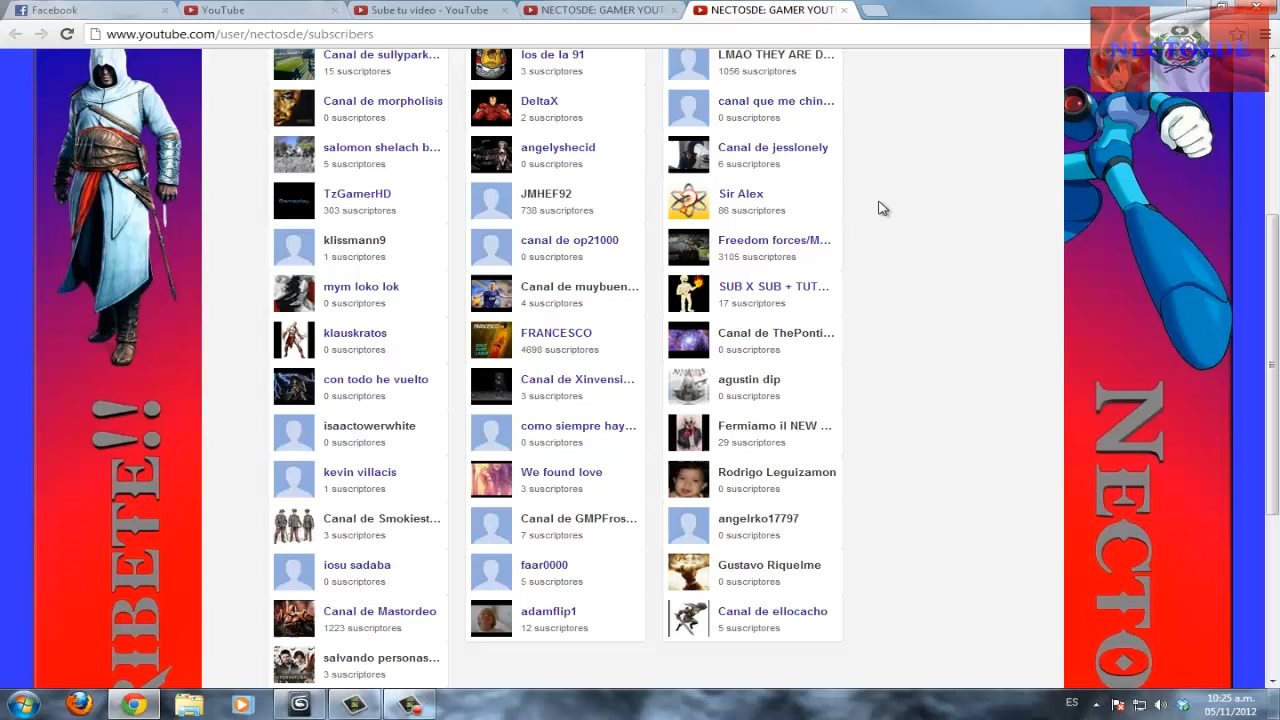 Facebook
YouTube
Sube tu video - YouTube
NECTOSDE: GAMER YOUT
NECTOSDE: GAMER YOUT
www.youtube.com/user/nectosde/subscribers
NECTOSDE
Canal de sullypark...
15 suscriptores
Canal de morpholisis
0 suscriptores
salomon shelach b...
5 suscriptores
TzGamerHD
303 suscriptores
klissmann9
1 suscriptores
mym loko lok
0 suscriptores
klauskratos
0 suscriptores
con todo he vuelto
0 suscriptores
isaactowerwhite
0 suscriptores
kevin villacis
1 suscriptores
Canal de Smokiest...
3 suscriptores
iosu sadaba
0 suscriptores
Canal de Mastordeo
1223 suscriptores
salvando personas...
3 suscriptores
los de la 91
3 suscriptores
DeltaX
2 suscriptores
angelyshecid
0 suscriptores
JMHEF92
738 suscriptores
canal de op21000
0 suscriptores
Canal de muybuen...
4 suscriptores
FRANCESCO
4698 suscriptores
Canal de Xinvensi...
3 suscriptores
como siempre hay...
0 suscriptores
We found love
3 suscriptores
Canal de GMPFros...
7 suscriptores
faar0000
5 suscriptores
adamflip1
12 suscriptores
LMAO THEY ARE D...
1056 suscriptores
canal que me chin...
0 suscriptores
Canal de jesslonely
6 suscriptores
Sir Alex
98 suscriptores
Freedom forces/M...
3105 suscriptores
SUB X SUB + TUT...
17 suscriptores
Canal de ThePonti...
0 suscriptores
agustin dip
0 suscriptores
Fermiamo il NEW ...
29 suscriptores
Rodrigo Leguizamon
0 suscriptores
angelrko17797
0 suscriptores
Gustavo Riquelme
0 suscriptores
Canal de ellocacho
suscriptores
RIBETE!!
NECTO
ES
10:25 a.m.
05/11/2012